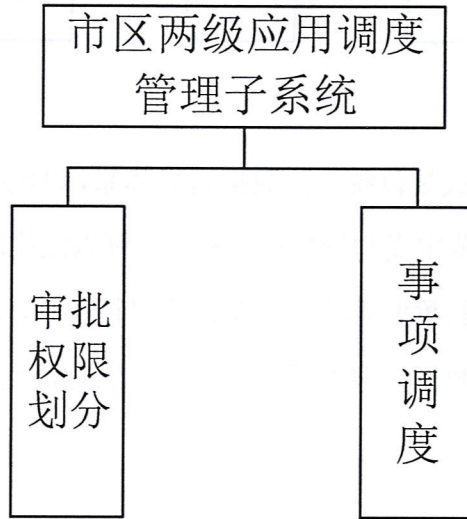 市区两级应用调度
管理子系统
审批
权限
划分
事
项
调
度